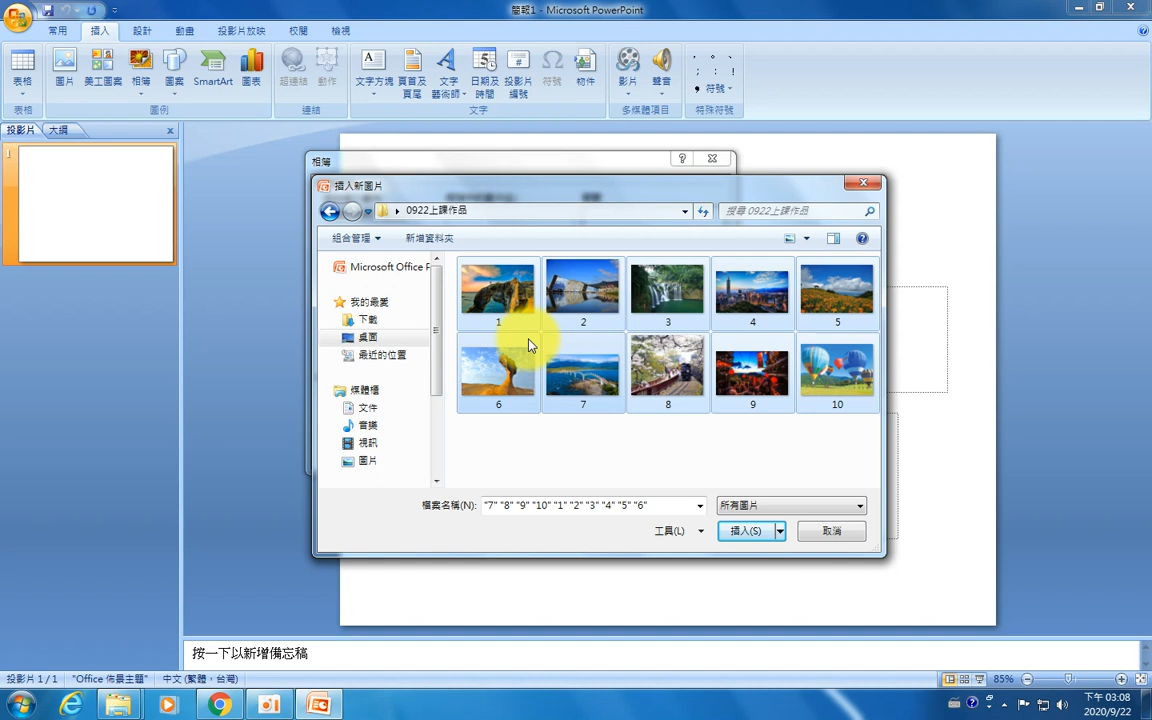 簡報1 - Microsoft PowerPoint
常用 插入 設計 動畫 投影片放映 校閱 檢視
表格 圖片 美工圖案 相簿 圖案 SmartArt 圖表 超連結 動作 文字方塊 頁首及頁尾 文字藝術師 日期及時間 投影片編號 符號 物件 影片 聲音 符號
表格 圖例 連結 文字 多媒體項目 特殊符號
投影片 大綱
1
相簿
插入新圖片
0922上課作品
搜尋 0922上課作品
組合管理 新增資料夾
Microsoft Office P
我的最愛
下載
桌面
最近的位置
媒體櫃
文件
音樂
視訊
圖片
1 2 3 4 5
6 7 8 9 10
檔案名稱(N): "7" "8" "9" "10" "1" "2" "3" "4" "5" "6"
所有圖片
工具(L) 插入(S) 取消
按一下以新增備忘稿
投影片 1 / 1 "Office 佈景主題" 中文 (繁體，台灣) 85%
下午 03:08
2020/9/22